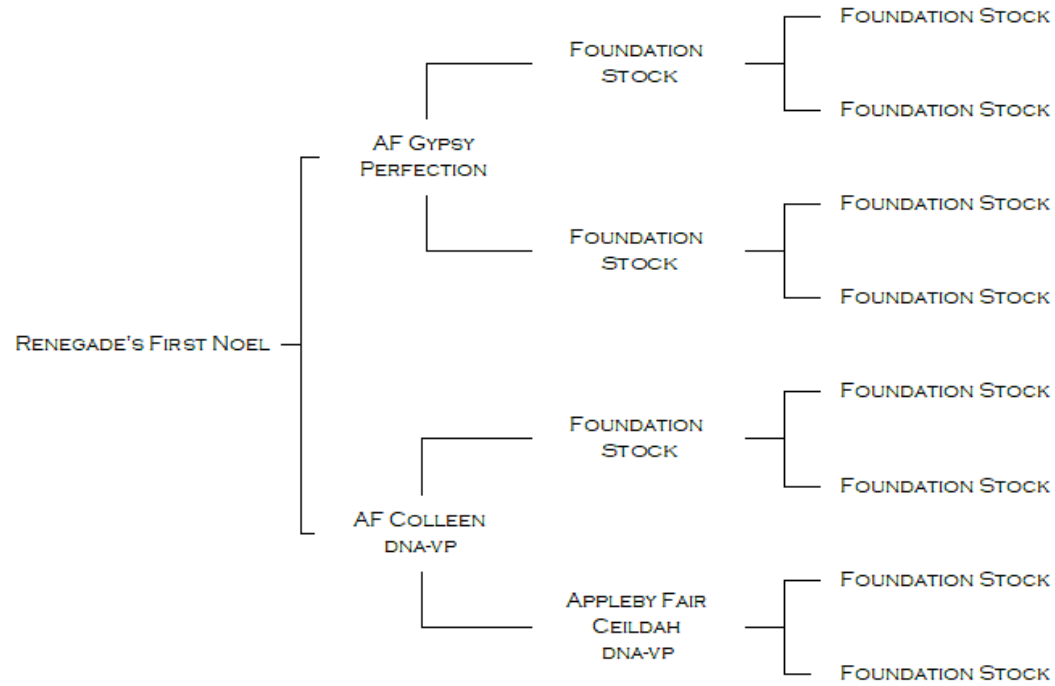 Foundation Stock
Foundation
Stock
Foundation Stock
AF Gypsy
Perfection
Foundation Stock
Foundation
Stock
Foundation Stock
Renegade's First Noel
Foundation Stock
Foundation
Stock
Foundation Stock
AF Colleen
DNA-VP
Foundation Stock
Appleby Fair
Ceildah
DNA-VP
Foundation Stock